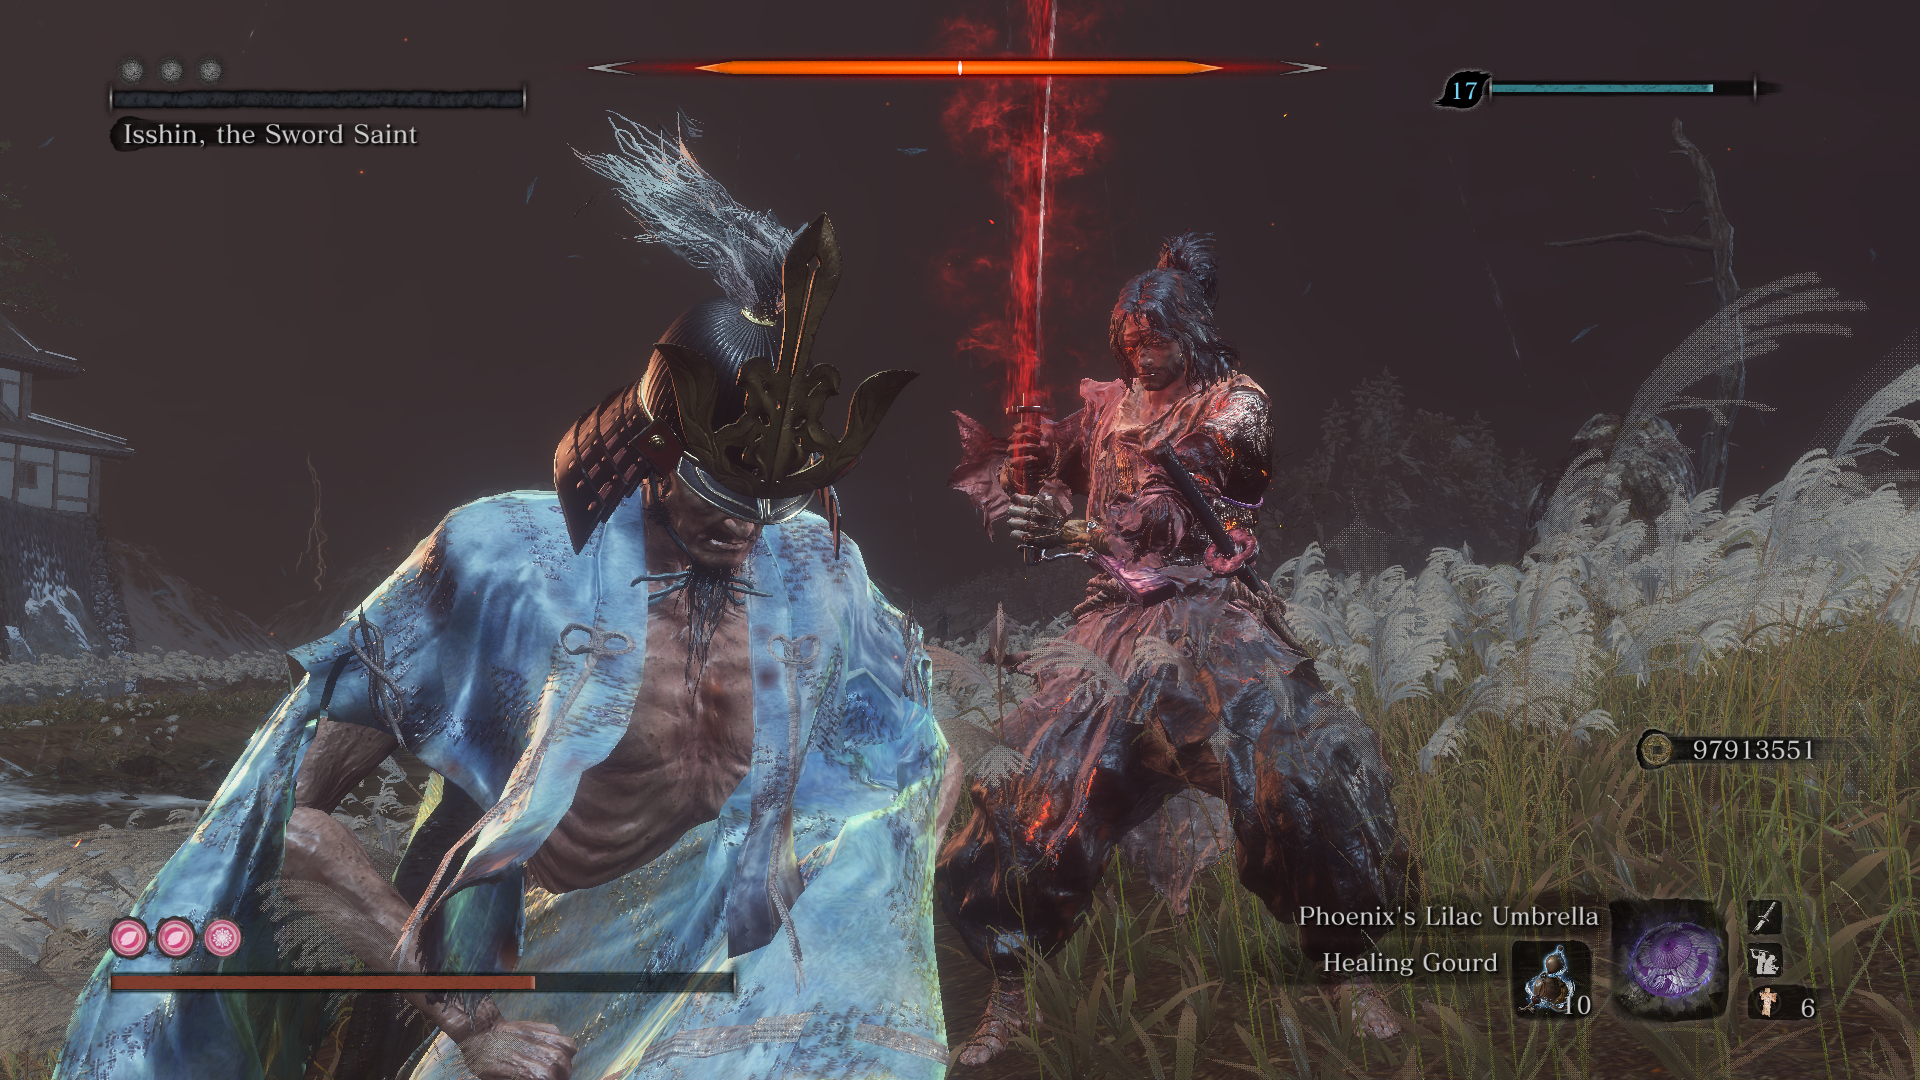 17
Isshin, the Sword Saint
97913551
Phoenix's Lilac Umbrella
Healing Gourd
10
6